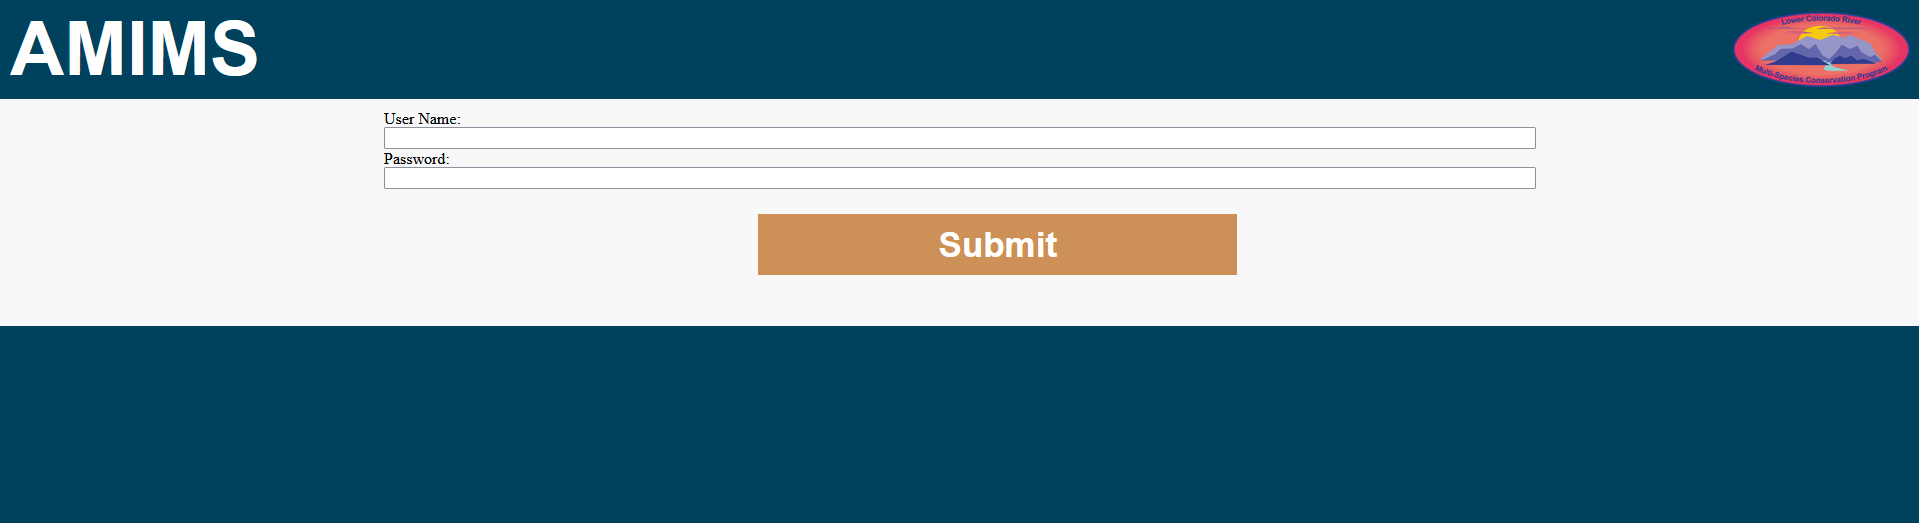 AMIMS
Lower Colorado River
Multi-Species Conservation Program
User Name:
Password:
Submit